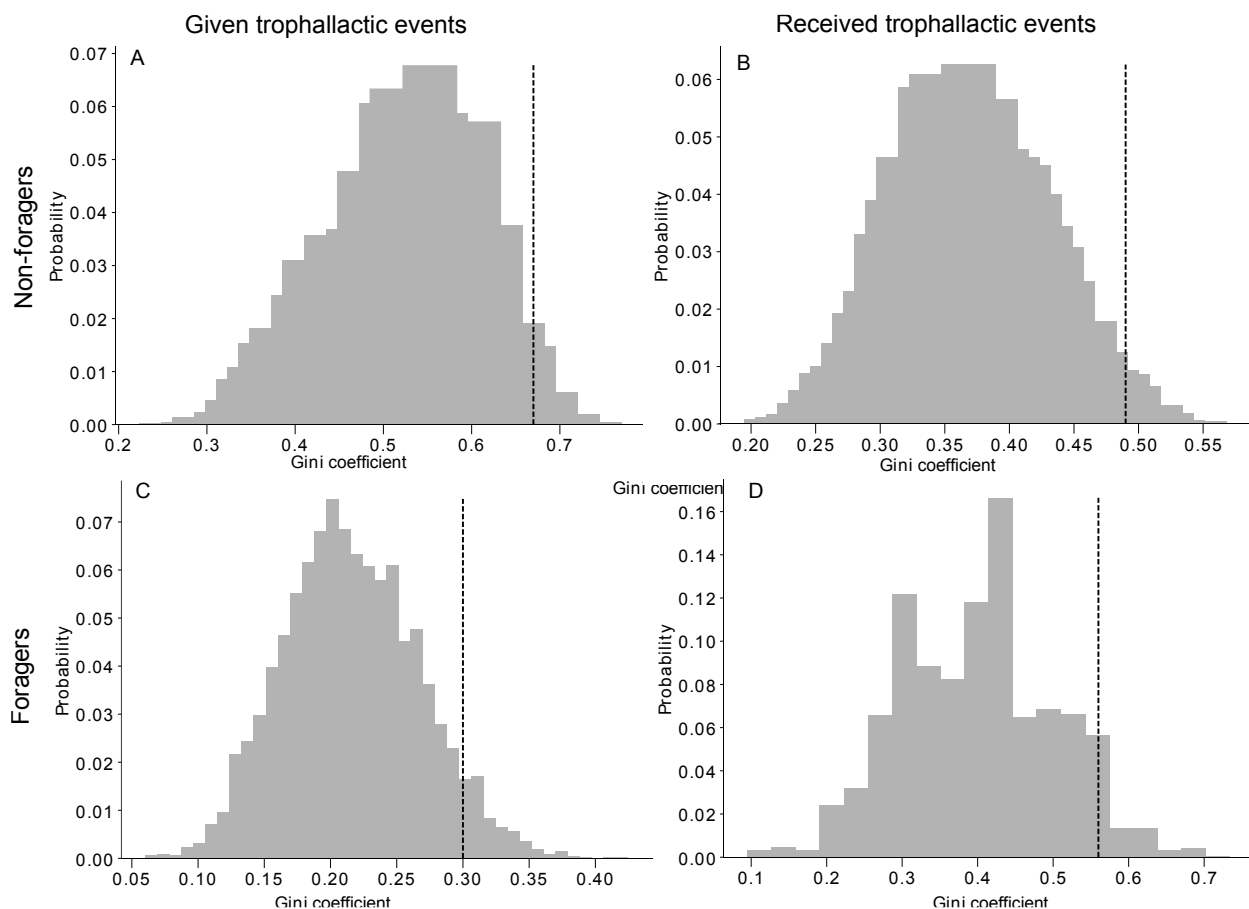 Given trophallactic events
Received trophallactic events
Non-foragers
A
Probability
0.07
0.06
0.05
0.04
0.03
0.02
0.01
0.00
0.2 0.3 0.4 0.5 0.6 0.7
Gini coefficient
B
Probability
0.06
0.05
0.04
0.03
0.02
0.01
0.00
0.20 0.25 0.30 0.35 0.40 0.45 0.50 0.55
Gini coefficient
Foragers
C
Probability
0.07
0.06
0.05
0.04
0.03
0.02
0.01
0.00
0.05 0.10 0.15 0.20 0.25 0.30 0.35 0.40
Gini coefficient
Gini coefficien
D
Probability
0.16
0.14
0.12
0.10
0.08
0.06
0.04
0.02
0.00
0.1 0.2 0.3 0.4 0.5 0.6 0.7
Gini coefficient